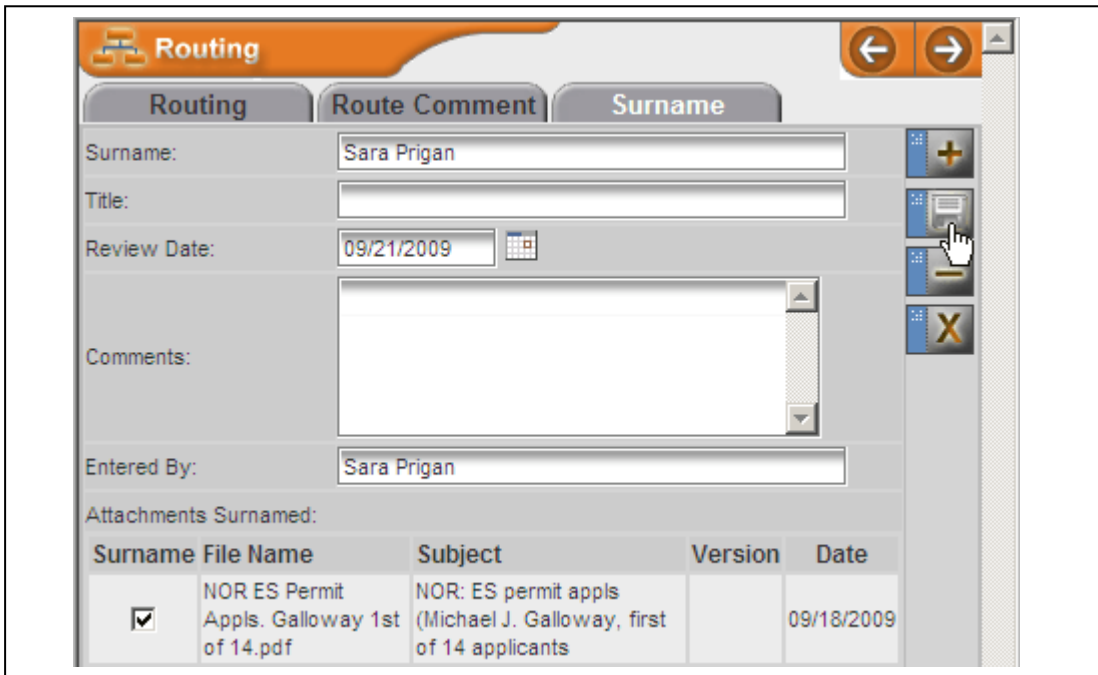 Routing
Routing Route Comment Surname
Surname: Sara Prigan
Title:
Review Date: 09/21/2009
Comments:
Entered By: Sara Prigan
Attachments Surnamed:
Surname File Name Subject Version Date
NOR ES Permit NOR: ES permit appls
Appls. Galloway 1st (Michael J. Galloway, first 09/18/2009
of 14.pdf of 14 applicants